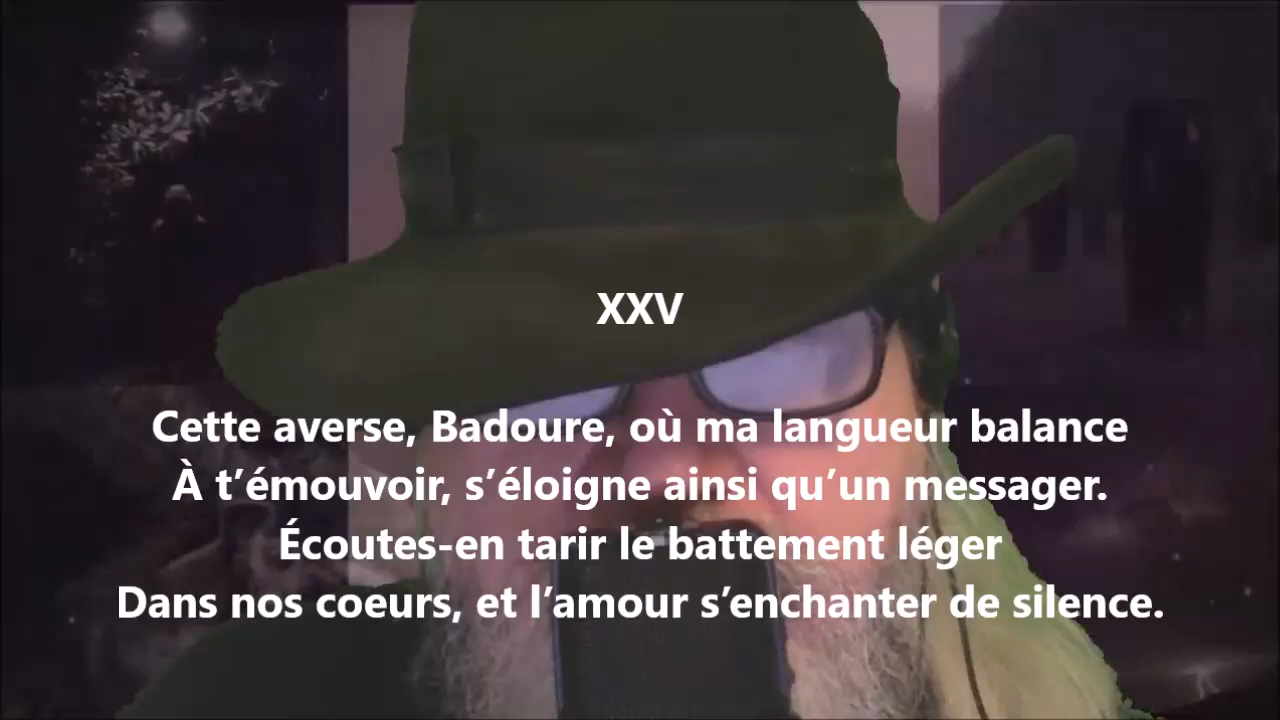 XXV
Cette averse, Badoure, où ma langueur balance
À t’émouvoir, s’éloigne ainsi qu’un messager.
Écoutes-en tarir le battement léger
Dans nos coeurs, et l’amour s’enchanter de silence.